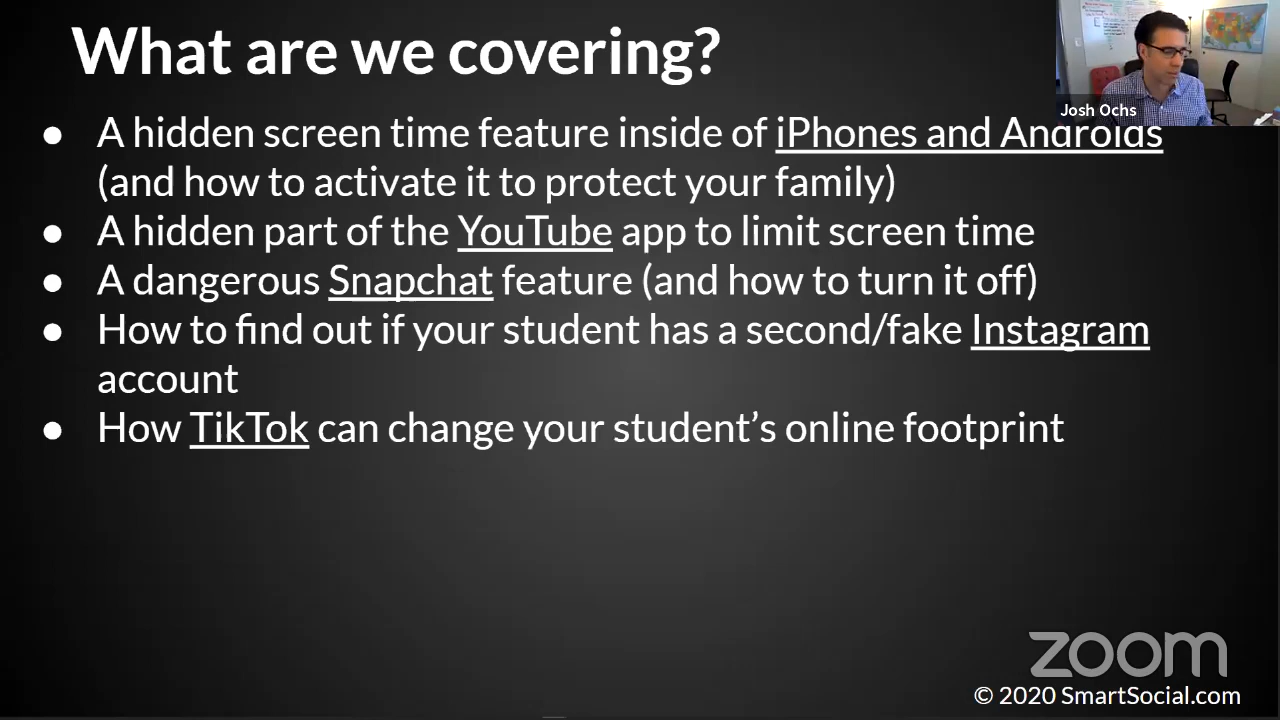 What are we covering?
Josh Ochs
● A hidden screen time feature inside of iPhones and Androids
(and how to activate it to protect your family)
● A hidden part of the YouTube app to limit screen time
● A dangerous Snapchat feature (and how to turn it off)
● How to find out if your student has a second/fake Instagram
account
● How TikTok can change your student’s online footprint
zoom
© 2020 SmartSocial.com